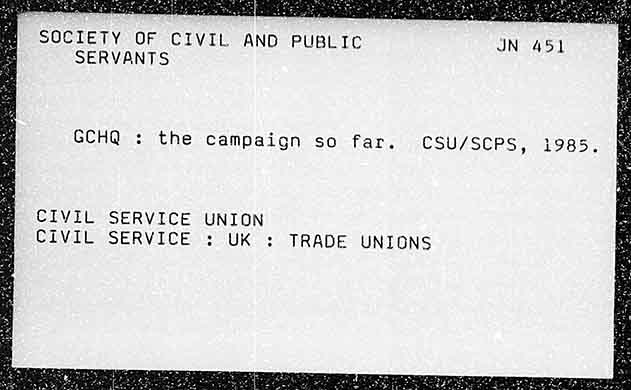 SOCIETY OF CIVIL AND PUBLIC JN 451
SERVANTS
GCHQ : the campaign so far. CSU/SCPS, 1985.
CIVIL SERVICE UNION
CIVIL SERVICE : UK : TRADE UNIONS